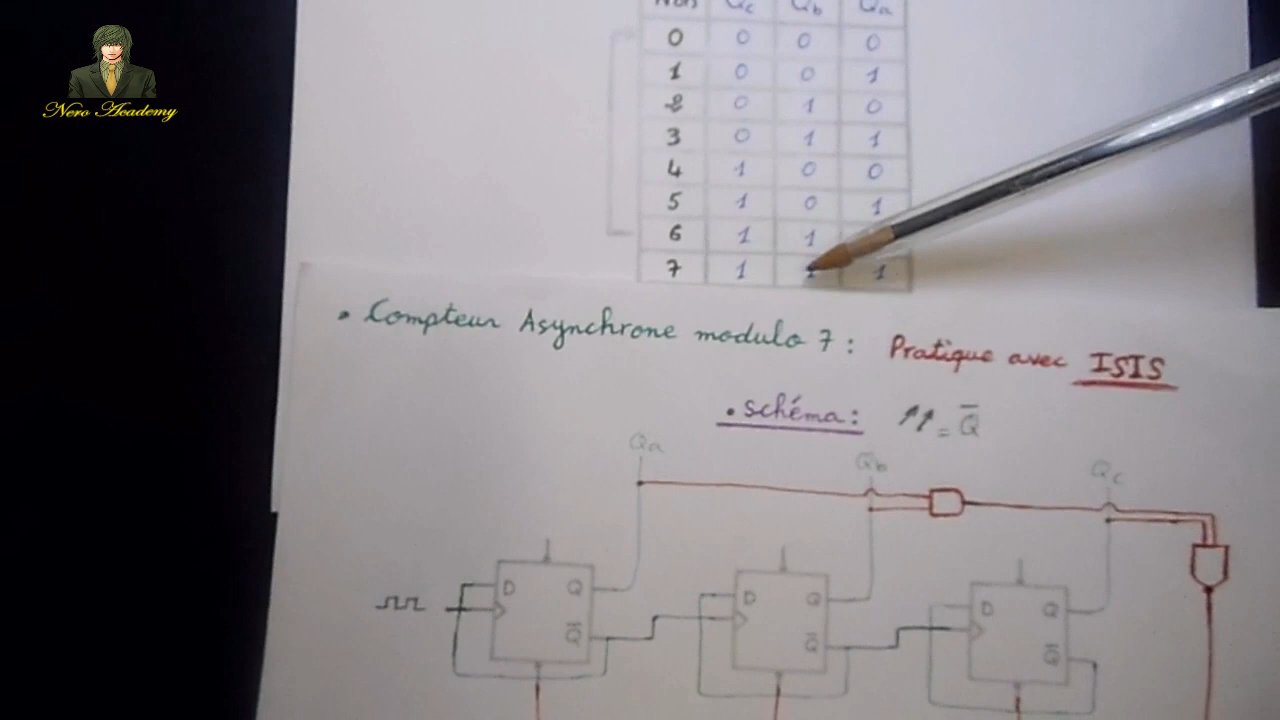 Nero Academy
Nbrs Qc Qb Qa
0 0 0 0
1 0 0 1
2 0 1 0
3 0 1 1
4 1 0 0
5 1 0 1
6 1 1
7 1 1 1
• Compteur Asynchrone modulo 7 : Pratique avec ISIS
• schéma : ↑↑ = Q̅
Qa Qb Qc
D Q D Q D Q
Q̅ Q̅ Q̅